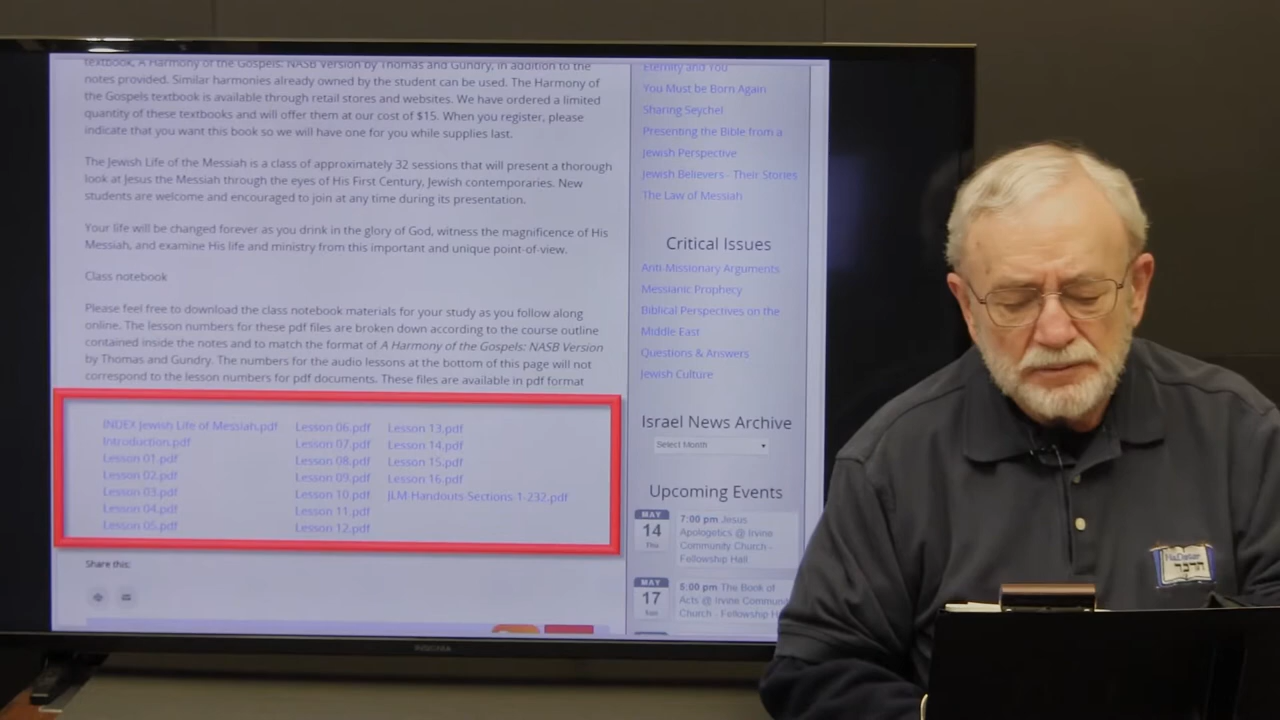 textbook, A Harmony of the Gospels: NASB Version by Thomas and Gundry, in addition to the
notes provided. Similar harmonies already owned by the student can be used. The Harmony of
the Gospels textbook is available through retail stores and websites. We have ordered a limited
quantity of these textbooks and will offer them at our cost of $15. When you register, please
indicate that you want this book so we will have one for you while supplies last.
The Jewish Life of the Messiah is a class of approximately 32 sessions that will present a thorough
look at Jesus the Messiah through the eyes of His First Century, Jewish contemporaries. New
students are welcome and encouraged to join at any time during its presentation.
Your life will be changed forever as you drink in the glory of God, witness the magnificence of His
Messiah, and examine His life and ministry from this important and unique point-of-view.
Class notebook
Please feel free to download the class notebook materials for your study as you follow along
online. The lesson numbers for these pdf files are broken down according to the course outline
contained inside the notes and to match the format of A Harmony of the Gospels: NASB Version
by Thomas and Gundry. The numbers for the audio lessons at the bottom of this page will not
correspond to the lesson numbers for pdf documents. These files are available in pdf format
INDEX Jewish Life of Messiah.pdf
Introduction.pdf
Lesson 01.pdf
Lesson 02.pdf
Lesson 03.pdf
Lesson 04.pdf
Lesson 05.pdf
Lesson 06.pdf
Lesson 07.pdf
Lesson 08.pdf
Lesson 09.pdf
Lesson 10.pdf
Lesson 11.pdf
Lesson 12.pdf
Lesson 13.pdf
Lesson 14.pdf
Lesson 15.pdf
Lesson 16.pdf
JLM Handouts Sections 1-232.pdf
Share this:
Eternity and You
You Must be Born Again
Sharing Seychel
Presenting the Bible from a
Jewish Perspective
Jewish Believers - Their Stories
The Law of Messiah
Critical Issues
Anti-Missionary Arguments
Messianic Prophecy
Biblical Perspectives on the
Middle East
Questions & Answers
Jewish Culture
Israel News Archive
Select Month
Upcoming Events
MAY
14
Thu
7:00 pm Jesus
Apologetics @ Irvine
Community Church -
Fellowship Hall
MAY
17
Sun
5:00 pm The Book of
Acts @ Irvine
Church - Fellowship
INSIGNIA
HaDavar
הדבר